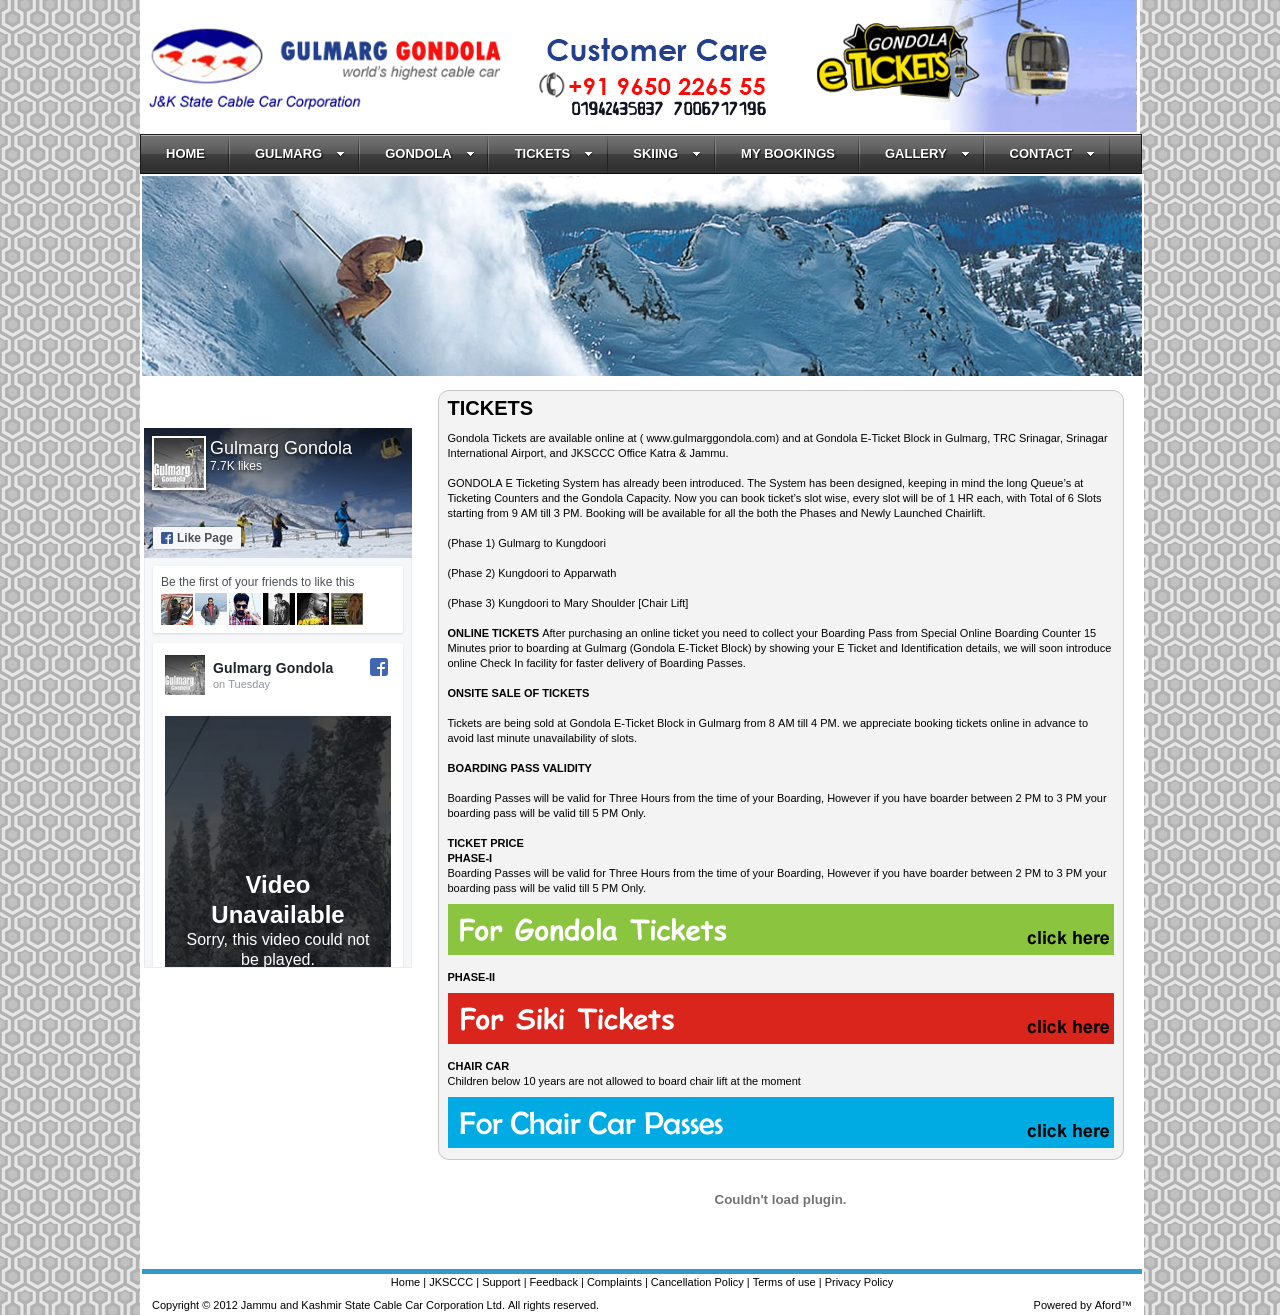 GULMARG GONDOLA
world's highest cable car
J&K State Cable Car Corporation
Customer Care
+91 9650 2265 55
01942435837 7006717196
GONDOLA
eTICKETS
HOME GULMARG GONDOLA TICKETS SKIING MY BOOKINGS GALLERY CONTACT
Gulmarg Gondola
7.7K likes
Gulmarg
Gondola
Like Page
Be the first of your friends to like this
Gulmarg Gondola
on Tuesday
Video
Unavailable
Sorry, this video could not
be played.
TICKETS
Gondola Tickets are available online at ( www.gulmarggondola.com) and at Gondola E-Ticket Block in Gulmarg, TRC Srinagar, Srinagar
International Airport, and JKSCCC Office Katra & Jammu.
GONDOLA E Ticketing System has already been introduced. The System has been designed, keeping in mind the long Queue's at
Ticketing Counters and the Gondola Capacity. Now you can book ticket's slot wise, every slot will be of 1 HR each, with Total of 6 Slots
starting from 9 AM till 3 PM. Booking will be available for all the both the Phases and Newly Launched Chairlift.
(Phase 1) Gulmarg to Kungdoori
(Phase 2) Kungdoori to Apparwath
(Phase 3) Kungdoori to Mary Shoulder [Chair Lift]
ONLINE TICKETS After purchasing an online ticket you need to collect your Boarding Pass from Special Online Boarding Counter 15
Minutes prior to boarding at Gulmarg (Gondola E-Ticket Block) by showing your E Ticket and Identification details, we will soon introduce
online Check In facility for faster delivery of Boarding Passes.
ONSITE SALE OF TICKETS
Tickets are being sold at Gondola E-Ticket Block in Gulmarg from 8 AM till 4 PM. we appreciate booking tickets online in advance to
avoid last minute unavailability of slots.
BOARDING PASS VALIDITY
Boarding Passes will be valid for Three Hours from the time of your Boarding, However if you have boarder between 2 PM to 3 PM your
boarding pass will be valid till 5 PM Only.
TICKET PRICE
PHASE-I
Boarding Passes will be valid for Three Hours from the time of your Boarding, However if you have boarder between 2 PM to 3 PM your
boarding pass will be valid till 5 PM Only.
For Gondola Tickets click here
PHASE-II
For Siki Tickets click here
CHAIR CAR
Children below 10 years are not allowed to board chair lift at the moment
For Chair Car Passes click here
Couldn't load plugin.
Home | JKSCCC | Support | Feedback | Complaints | Cancellation Policy | Terms of use | Privacy Policy
Copyright © 2012 Jammu and Kashmir State Cable Car Corporation Ltd. All rights reserved. Powered by Aford™